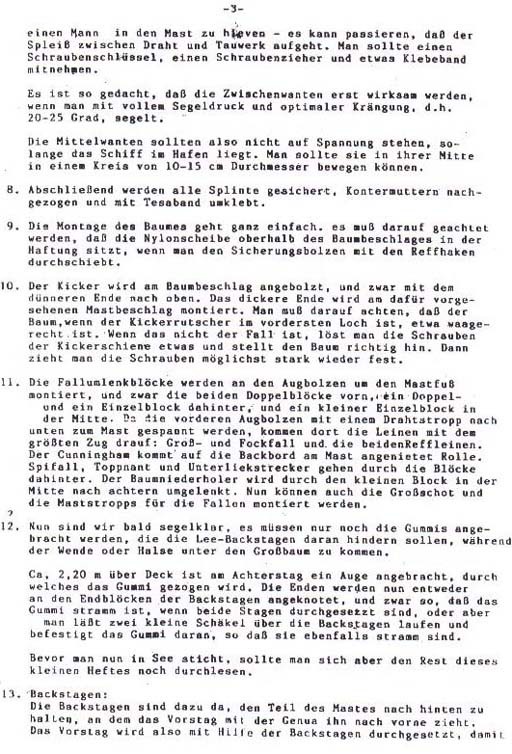 -3-
einen Mann in den Mast zu hieven - es kann passieren, daß der
Spleiß zwischen Draht und Tauwerk aufgeht. Man sollte einen
Schraubenschlüssel, einen Schraubenzieher und etwas Klebeband
mitnehmen.
Es ist so gedacht, daß die Zwischenwanten erst wirksam werden,
wenn man mit vollem Segeldruck und optimaler Krängung, d.h.
20-25 Grad, segelt.
Die Mittelwanten sollten also nicht auf Spannung stehen, so-
lange das Schiff im Hafen liegt. Man sollte sie in ihrer Mitte
in einem Kreis von 10-15 cm Durchmesser bewegen können.
8. Abschließend werden alle Splinte gesichert, Kontermuttern nach-
gezogen und mit Tesaband umklebt.
9. Die Montage des Baumes geht ganz einfach. es muß darauf geachtet
werden, daß die Nylonscheibe oberhalb des Baumbeschlages in der
Haftung sitzt, wenn man den Sicherungsbolzen mit den Reffhaken
durchschiebt.
10. Der Kicker wird am Baumbeschlag angebolzt, und zwar mit dem
dünneren Ende nach oben. Das dickere Ende wird am dafür vorge-
sehenen Mastbeschlag montiert. Man muß darauf achten, daß der
Baum,wenn der Kickerrutscher im vordersten Loch ist, etwa waage-
recht ist. Wenn das nicht der Fall ist, löst man die Schrauben
der Kickerschiene etwas und stellt den Baum richtig hin. Dann
zieht man die Schrauben möglichst stark wieder fest.
11. Die Fallumlenkblöcke werden an den Augbolzen um den Mastfuß
montiert, und zwar die beiden Doppelblöcke vorn, ein Doppel-
und ein Einzelblock dahinter, und ein kleiner Einzelblock in
der Mitte. Da die vorderen Augbolzen mit einem Drahtstropp nach
unten zum Mast gespannt werden, kommen dort die Leinen mit dem
größten Zug drauf: Groß- und Fockfall und die beidenReffleinen.
Der Cunningham kommt auf die Backbord am Mast angenietet Rolle.
Spifall, Toppnant und Unterliekstrecker gehen durch die Blöcke
dahinter. Der Baumniederholer wird durch den kleinen Block in der
Mitte nach achtern umgelenkt. Nun können auch die Großschot und
die Maststropps für die Fallen montiert werden.
?
12. Nun sind wir bald segelklar, es müssen nur noch die Gummis ange-
bracht werden, die die Lee-Backstagen daran hindern sollen, während
der Wende oder Halse unter den Großbaum zu kommen.
Ca. 2,20 m über Deck ist am Achterstag ein Auge angebracht, durch
welches das Gummi gezogen wird. Die Enden werden nun entweder
an den Endblöcken der Backstagen angeknotet, und zwar so, daß das
Gummi stramm ist, wenn beide Stagen durchgesetzt sind, oder aber
man läßt zwei kleine Schäkel über die Backstagen laufen und
befestigt das Gummi daran, so daß sie ebenfalls stramm sind.
Bevor man nun in See sticht, sollte man sich aber den Rest dieses
kleinen Heftes noch durchlesen.
13. Backstagen:
Die Backstagen sind dazu da, den Teil des Mastes nach hinten zu
halten, an dem das Vorstag mit der Genua ihn nach vorne zieht.
Das Vorstag wird also mit Hilfe der Backstagen durchgesetzt, damit